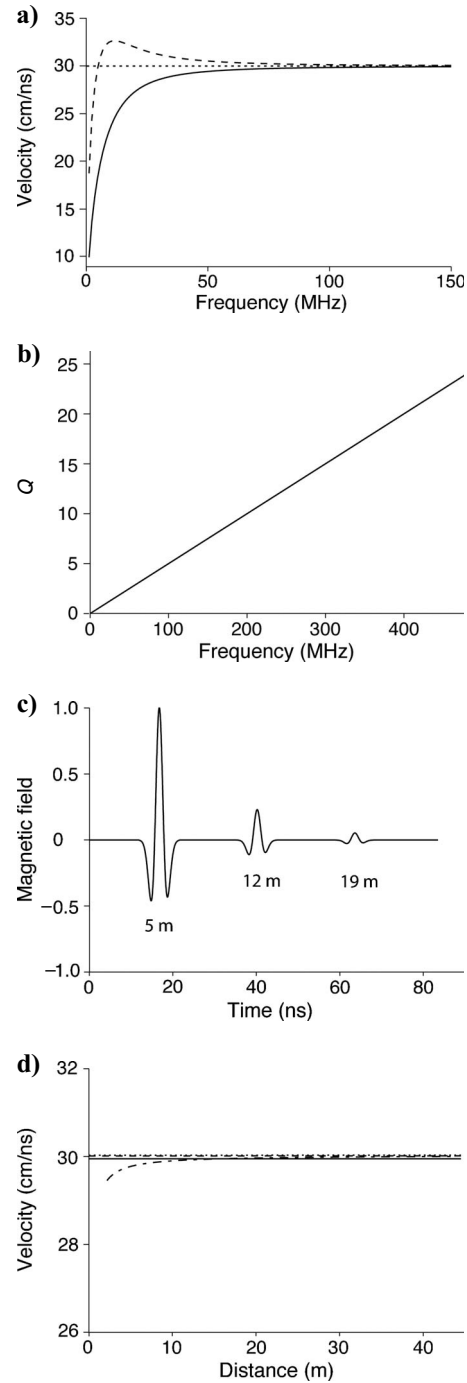 a)
35
30
25
20
15
10
Velocity (cm/ns)
0 50 100 150
Frequency (MHz)
b)
25
20
15
10
5
0
Q
0 100 200 300 400
Frequency (MHz)
c)
1.0
0.5
0
−0.5
−1.0
Magnetic field
5 m
12 m
19 m
0 20 40 60 80
Time (ns)
d)
32
30
28
26
Velocity (cm/ns)
0 10 20 30 40
Distance (m)